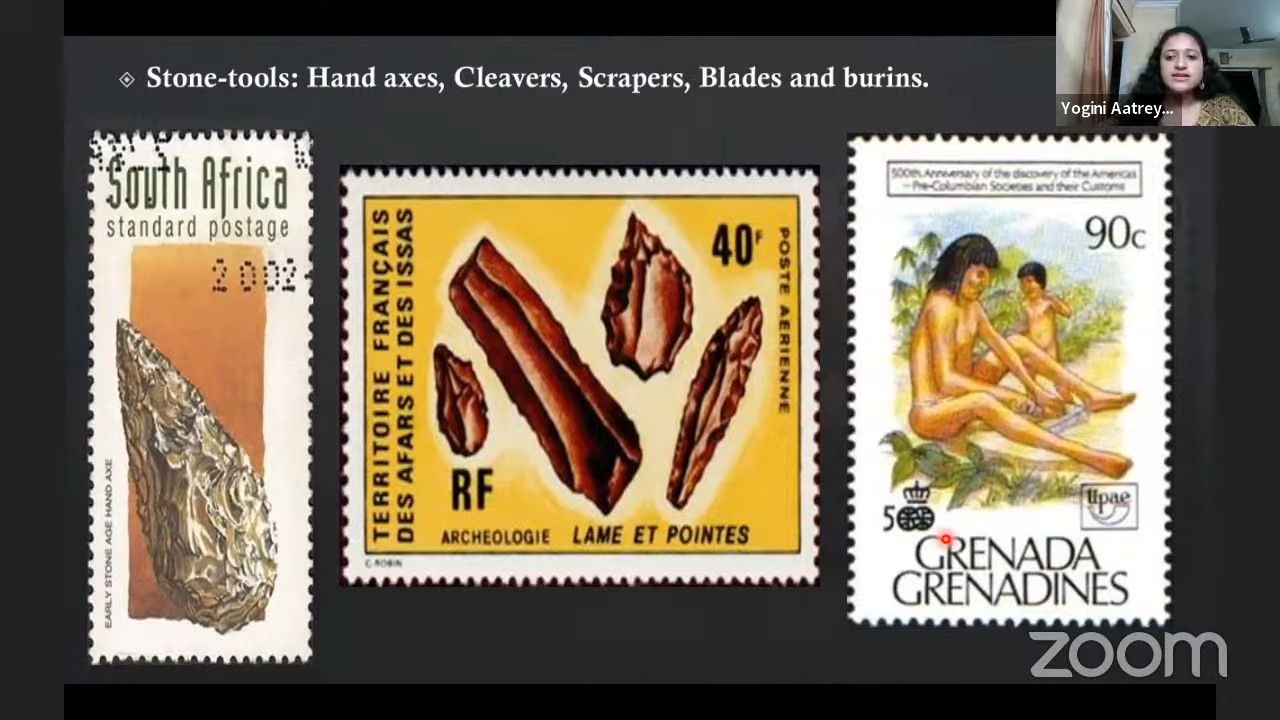 Stone-tools: Hand axes, Cleavers, Scrapers, Blades and burins.
Yogini Aatrey...
South Africa
standard postage
2002
EARLY STONE AGE HAND AXE
TERRITOIRE FRANÇAIS
DES AFARS ET DES ISSAS
40F
POSTE AERIENNE
RF
ARCHEOLOGIE LAME ET POINTES
C. ROBIN
500th Anniversary of the discovery of the Americas
– Pre-Columbian Societies and their Customs
90c
500
upae
GRENADA
GRENADINES
zoom